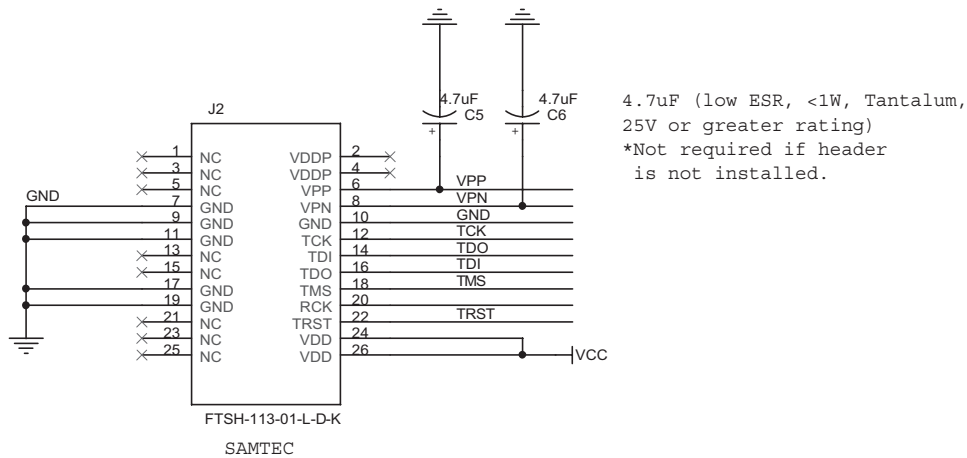 4.7uF
C5
4.7uF
C6
4.7uF (low ESR, <1W, Tantalum,
25V or greater rating)
*Not required if header
is not installed.
+
+
J2
1 NC VDDP 2
3 NC VDDP 4
5 NC VPP 6 VPP
GND 7 GND VPN 8 VPN
9 GND GND 10 GND
11 GND TCK 12 TCK
13 NC TDI 14 TDO
15 NC TDO 16 TDI
17 GND TMS 18 TMS
19 GND RCK 20
21 NC TRST 22 TRST
23 NC VDD 24
25 NC VDD 26 VCC
FTSH-113-01-L-D-K
SAMTEC